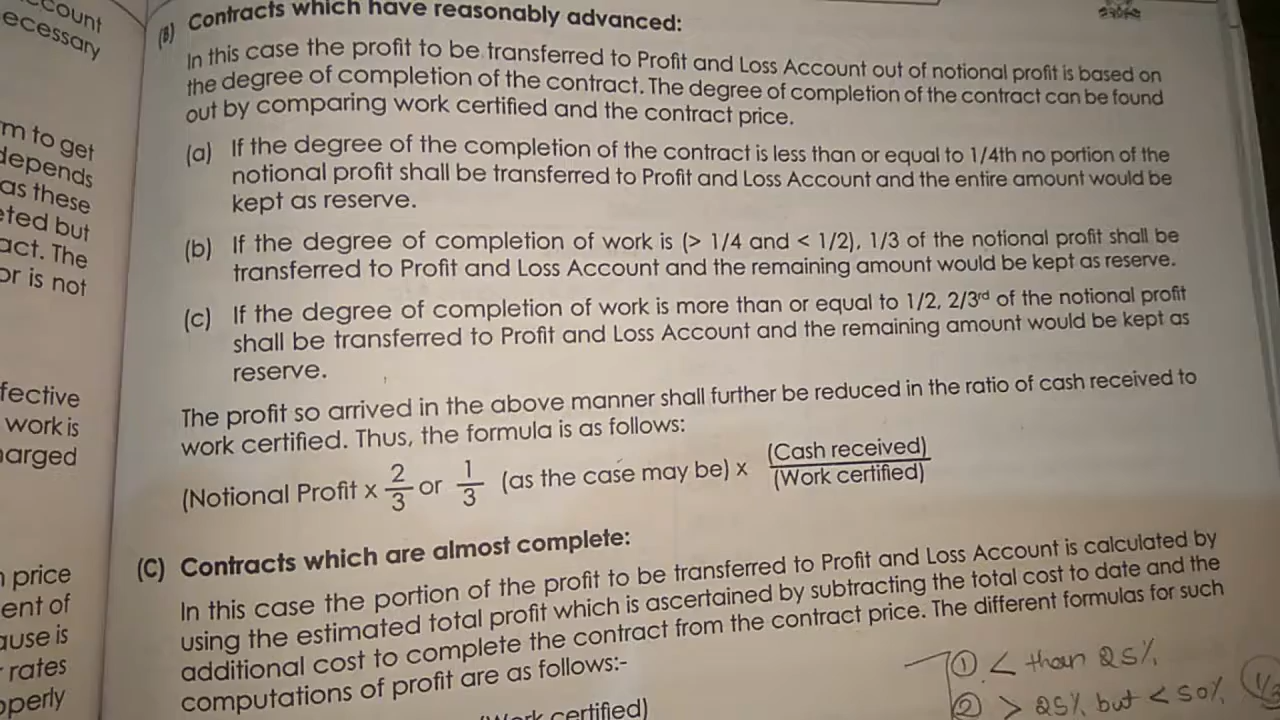 count
ecessary
(B) Contracts which have reasonably advanced:
In this case the profit to be transferred to Profit and Loss Account out of notional profit is based on
the degree of completion of the contract. The degree of completion of the contract can be found
out by comparing work certified and the contract price.
m to get
depends
as these
eted but
act. The
or is not
(a) If the degree of the completion of the contract is less than or equal to 1/4th no portion of the
notional profit shall be transferred to Profit and Loss Account and the entire amount would be
kept as reserve.
(b) If the degree of completion of work is (> 1/4 and < 1/2), 1/3 of the notional profit shall be
transferred to Profit and Loss Account and the remaining amount would be kept as reserve.
(c) If the degree of completion of work is more than or equal to 1/2, 2/3rd of the notional profit
shall be transferred to Profit and Loss Account and the remaining amount would be kept as
reserve.
fective
work is
arged
The profit so arrived in the above manner shall further be reduced in the ratio of cash received to
work certified. Thus, the formula is as follows:
(Notional Profit x 2/3 or 1/3 (as the case may be) x (Cash received)/(Work certified)
(C) Contracts which are almost complete:
In this case the portion of the profit to be transferred to Profit and Loss Account is calculated by
using the estimated total profit which is ascertained by subtracting the total cost to date and the
additional cost to complete the contract from the contract price. The different formulas for such
computations of profit are as follows:-
price
ent of
ause is
rates
operly
(Work certified)
① < than 25%
② > 25% but < 50%